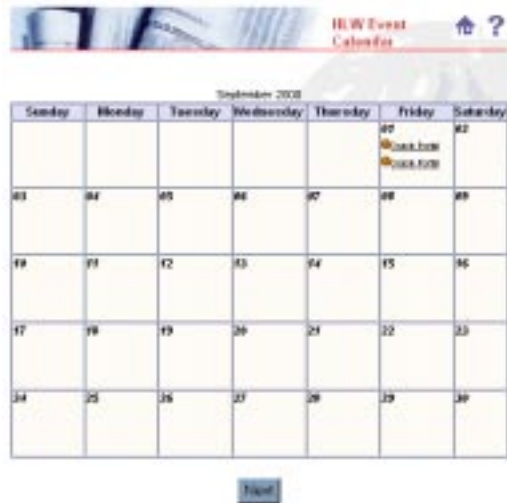 HLW Event
Calendar
?
September 2000
Sunday Monday Tuesday Wednesday Thursday Friday Saturday
01 02
03 04 05 06 07 08 09
10 11 12 13 14 15 16
17 18 19 20 21 22 23
24 25 26 27 28 29 30
Next